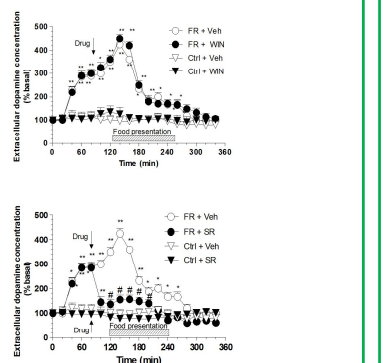 Extracellular dopamine concentration
(% basal)
500
400
300
200
100
0
Drug
FR + Veh
FR + WIN
Ctrl + Veh
Ctrl + WIN
Food presentation
0 60 120 180 240 300 360
Time (min)
Extracellular dopamine concentration
(% basal)
500
400
300
200
100
0
Drug
FR + Veh
FR + SR
Ctrl + Veh
Ctrl + SR
# # # # #
Food presentation
Drug
0 60 120 180 240 300 360
Time (min)